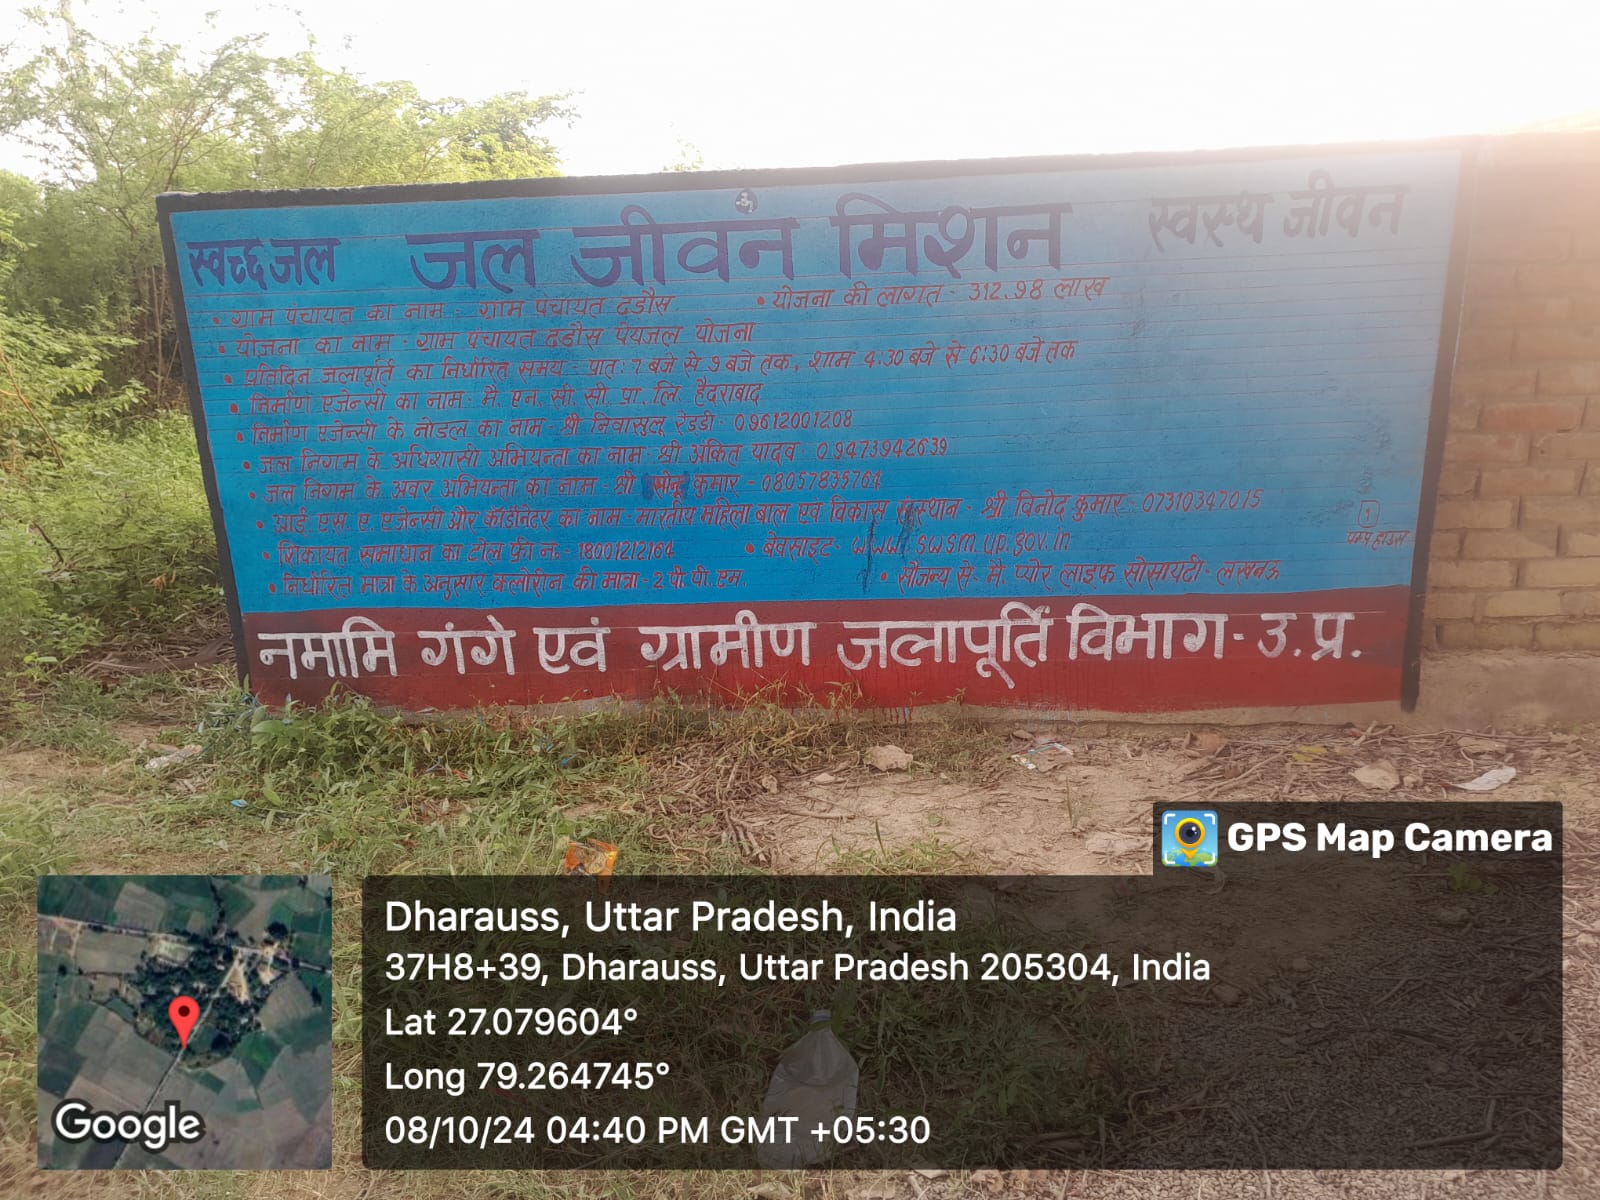 स्वच्छ जल जल जीवन मिशन स्वस्थ जीवन
• ग्राम पंचायत का नाम - ग्राम पंचायत ढडौस • योजना की लागत - 312.98 लाख
• योजना का नाम - ग्राम पंचायत ढडौस पेयजल योजना
• प्रतिदिन जलापूर्ति का निर्धारित समय - प्रात: 7 बजे से 9 बजे तक, शाम 4:30 बजे से 6:30 बजे तक
• निर्माण एजेन्सी का नाम- मै. एन. सी. सी. प्रा. लि. हैदराबाद
• निर्माण एजेन्सी के नोडल का नाम - श्री निवासुलू रेड्डी - 09612001208
• जल निगम के अधिशासी अभियन्ता का नाम- श्री अंकित यादव- 09473942639
• जल निगम के अवर अभियन्ता का नाम - श्री कुमार - 08057835764
• आई. एस. ए. एजेन्सी और कॉर्डीनेटर का नाम - भारतीय महिला बाल एवं विकास संस्थान - श्री विनोद कुमार - 07310347015
• शिकायत समाधान का टोल फ्री न.- 18001212164 • बेबसाइट- www.swsm.up.gov.in
• निर्धारित मात्रा के अनुसार क्लोरीन की मात्रा - 2 पी. पी. एम. • सौजन्य से- मै. प्योर लाइफ सोसायटी - लखनऊ
1
पम्प हाउस
नमामि गंगे एवं ग्रामीण जलापूर्ति विभाग - उ.प्र.
GPS Map Camera
Dharauss, Uttar Pradesh, India
37H8+39, Dharauss, Uttar Pradesh 205304, India
Lat 27.079604°
Long 79.264745°
08/10/24 04:40 PM GMT +05:30
Google